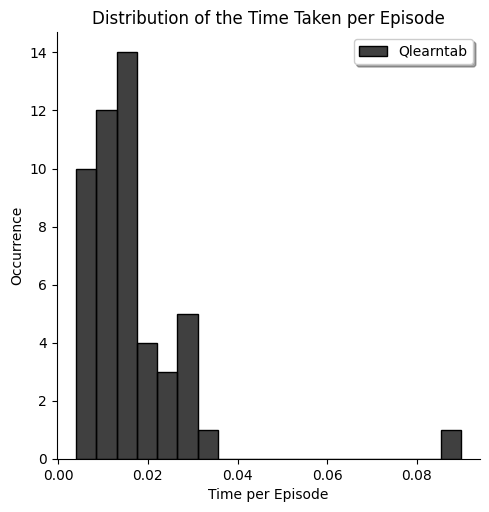 Distribution of the Time Taken per Episode
Qlearntab
14
12
10
8
6
4
2
0
Occurrence
0.00 0.02 0.04 0.06 0.08
Time per Episode